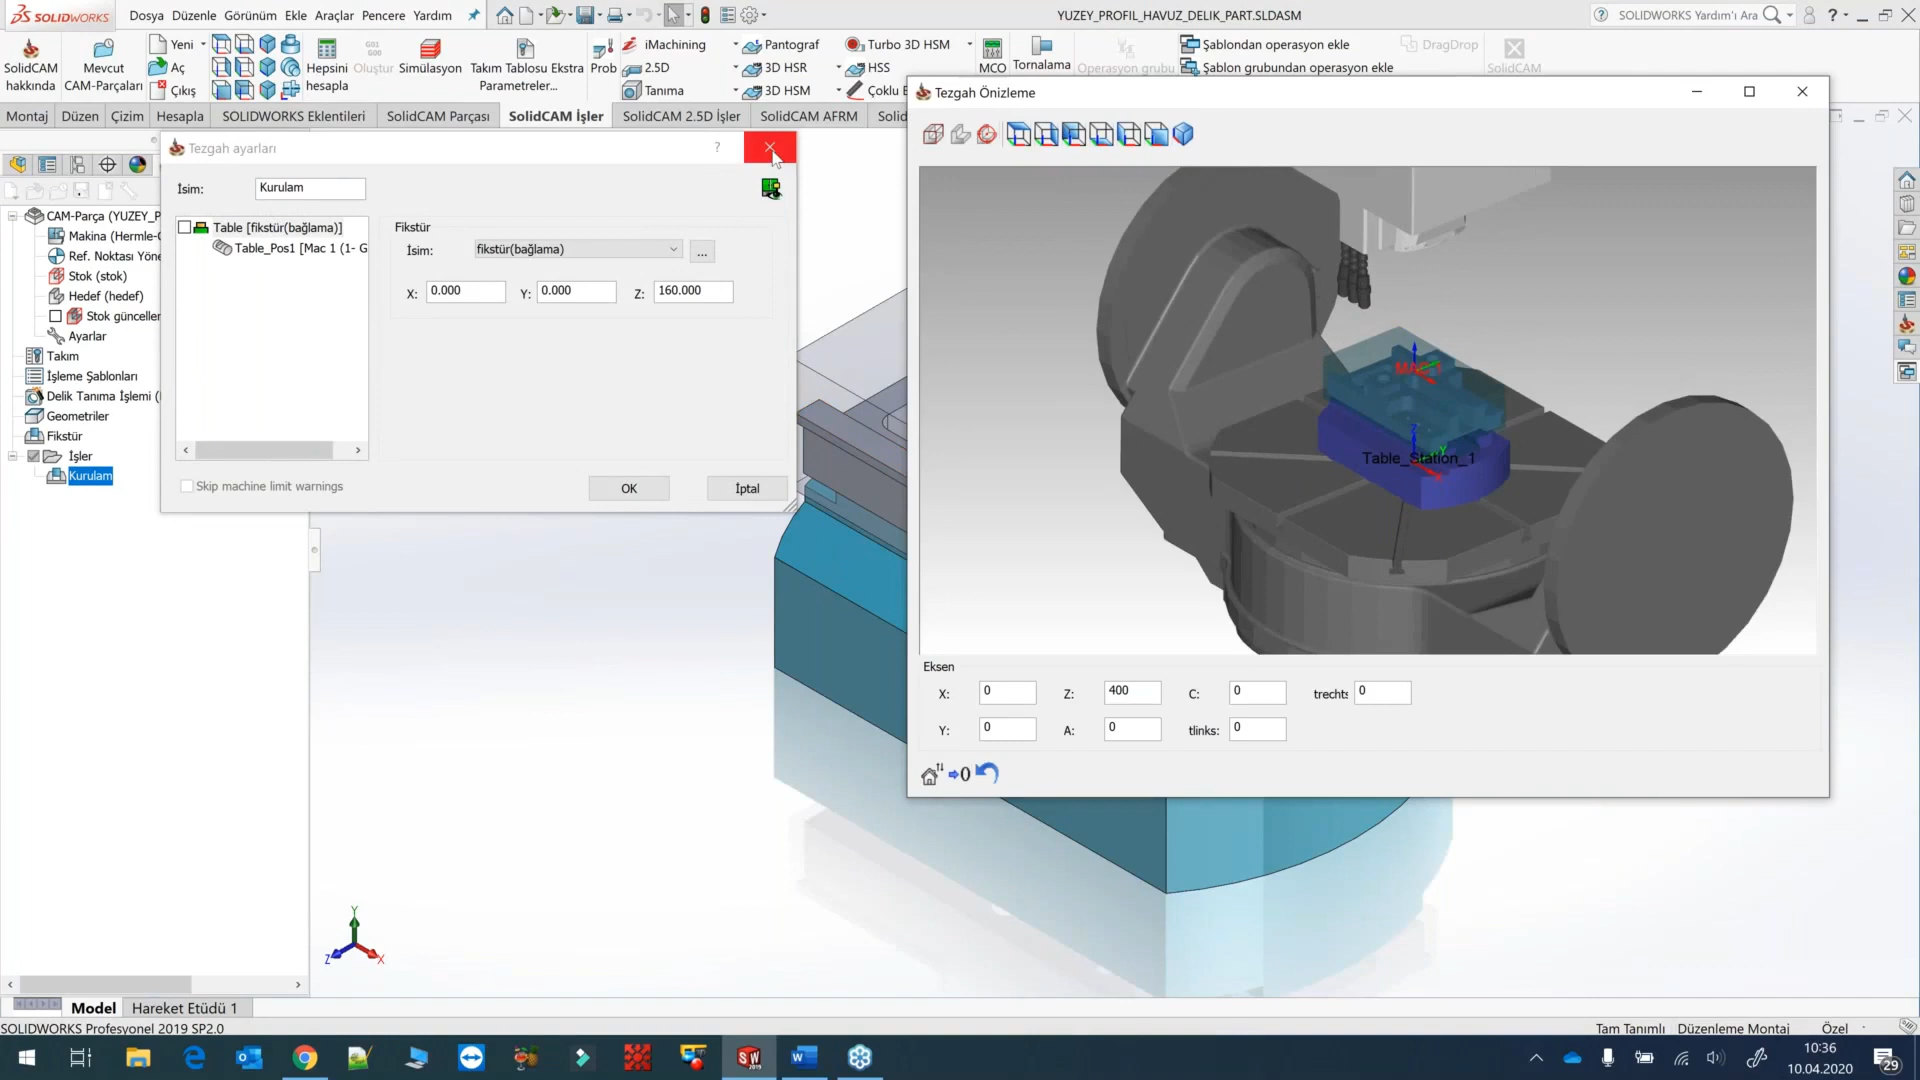 SOLIDWORKS
Dosya Düzenle Görünüm Ekle Araçlar Pencere Yardım
YUZEY_PROFIL_HAVUZ_DELIK_PART.SLDASM
SOLIDWORKS Yardım'ı Ara
SolidCAM hakkında
Mevcut CAM-Parçaları
Yeni
Aç
Çıkış
Hepsini hesapla
G01
G00
Oluştur
Simülasyon
Takım Tablosu
Ekstra Parametreler...
Prob
iMachining
2.5D
Tanıma
Pantograf
3D HSR
3D HSM
Turbo 3D HSM
HSS
MCO
Tornalama
Operasyon grubu
Şablondan operasyon ekle
Şablon grubundan operasyon ekle
DragDrop
SolidCAM
Montaj Düzen Çizim Hesapla SOLIDWORKS Eklentileri SolidCAM Parçası SolidCAM İşler SolidCAM 2.5D İşler SolidCAM AFRM
CAM-Parça (YUZEY_P
Makina (Hermle-
Ref. Noktası Yöne
Stok (stok)
Hedef (hedef)
Stok günceller
Ayarlar
Takım
İşleme Şablonları
Delik Tanıma İşlemi (
Geometriler
Fikstür
İşler
Kurulam
Tezgah ayarları
?
İsim: Kurulam
Table [fikstür(bağlama)]
Table_Pos1 [Mac 1 (1- G
Fikstür
İsim: fikstür(bağlama) ...
X: 0.000 Y: 0.000 Z: 160.000
Skip machine limit warnings
OK
İptal
Tezgah Önizleme
Z
Y
Table_Station_1
Eksen
X: 0 Z: 400 C: 0 trechts 0
Y: 0 A: 0 tlinks: 0
0
Y
Z
X
Model Hareket Etüdü 1
SOLIDWORKS Profesyonel 2019 SP2.0
Tam Tanımlı Düzenleme Montaj Özel
SW
2019
10:36
10.04.2020
29